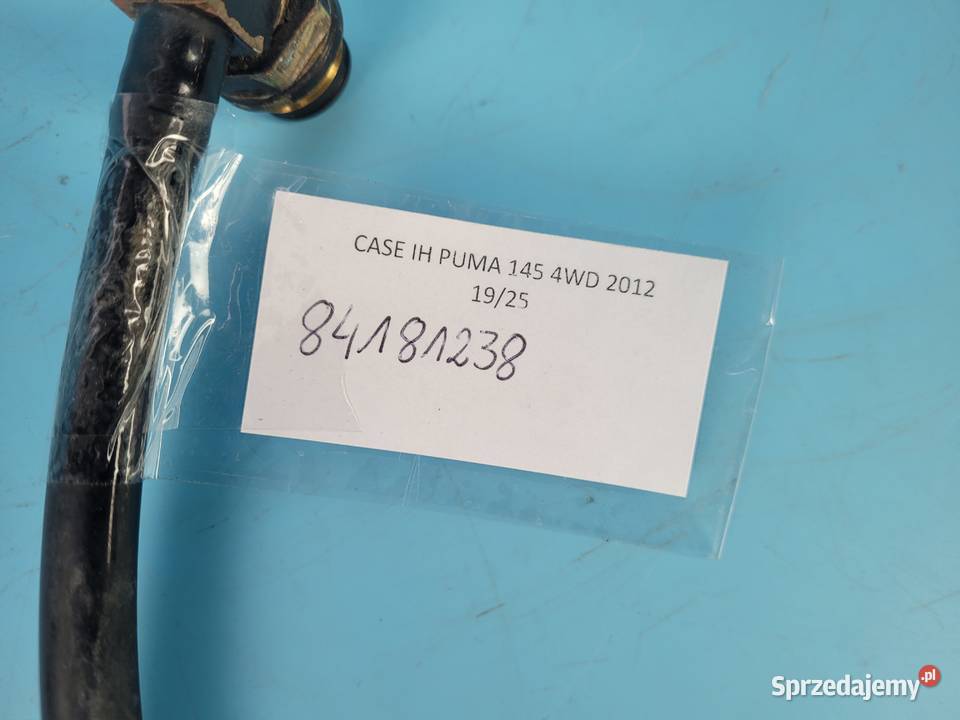 CASE IH PUMA 145 4WD 2012
19/25
84181238
Sprzedajemy.pl